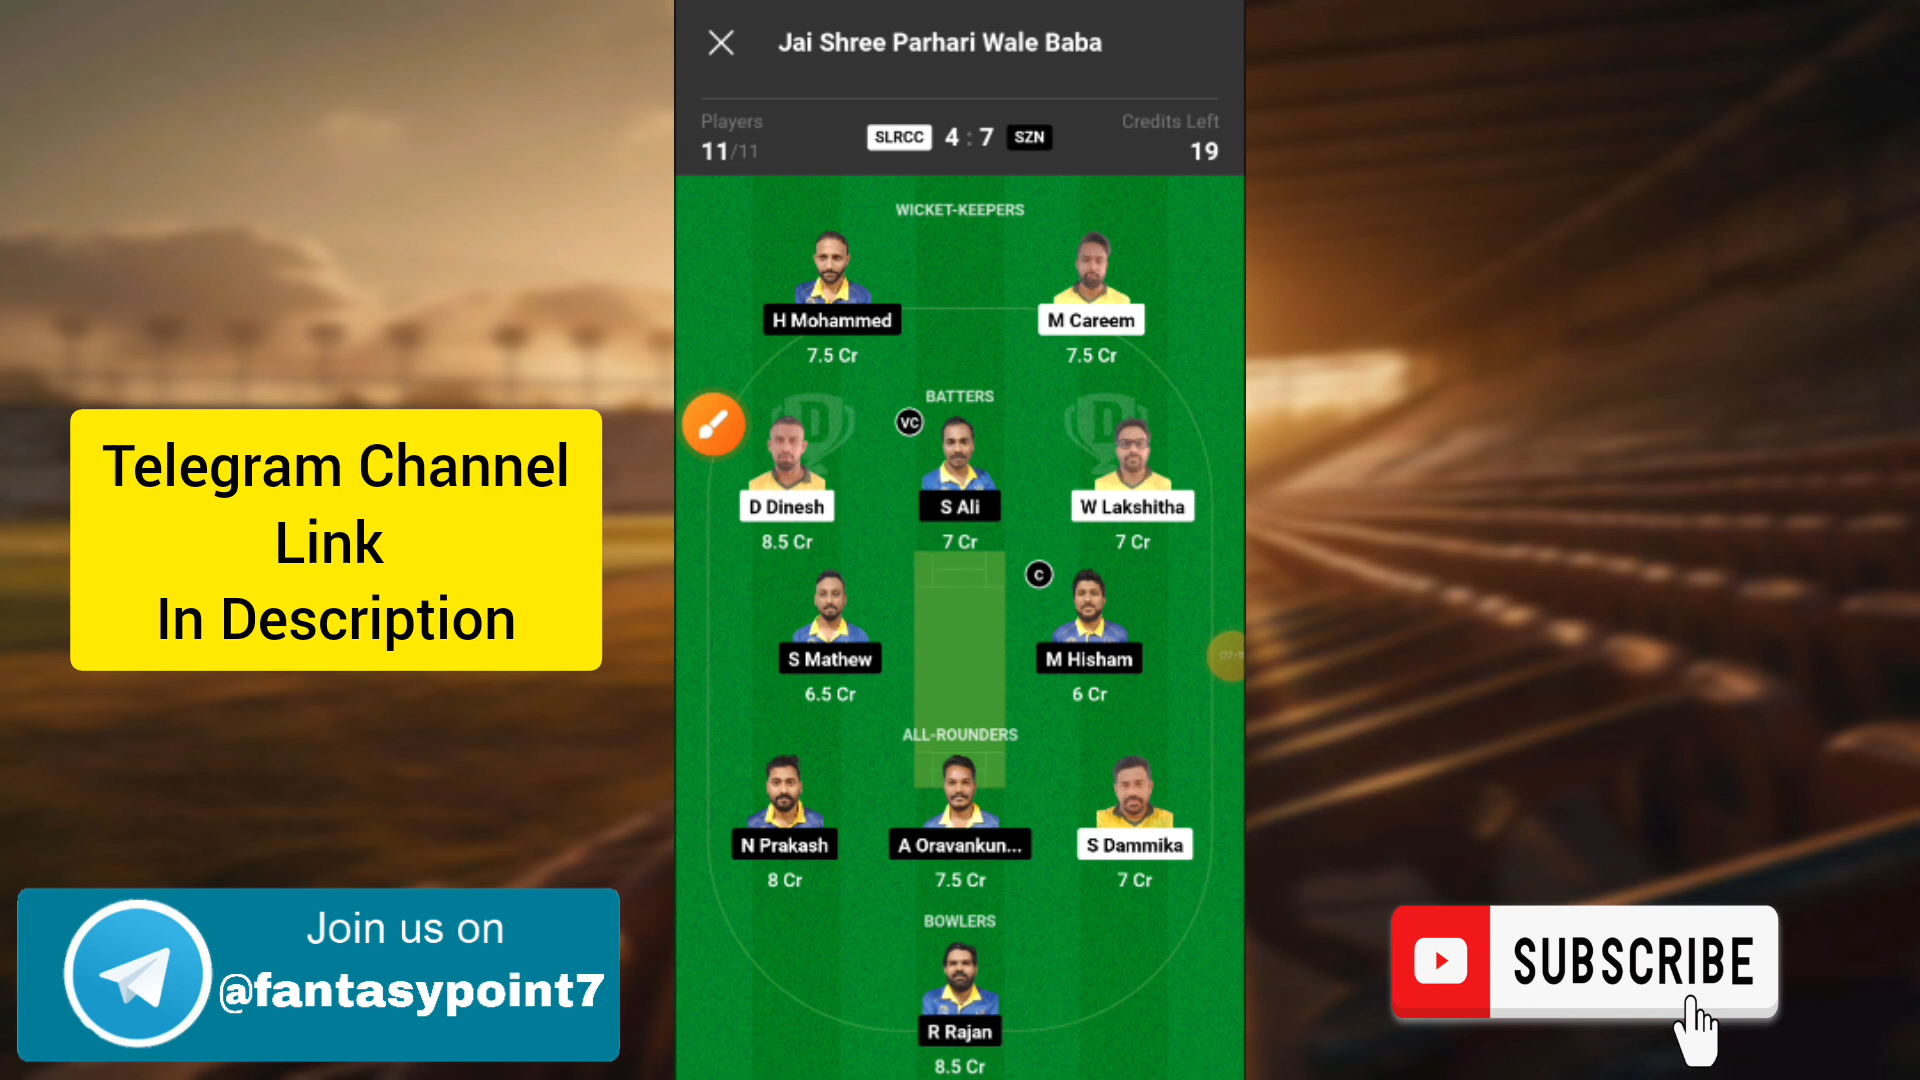 Jai Shree Parhari Wale Baba
Players
11/11
SLRCC 4 : 7 SZN
Credits Left
19
WICKET-KEEPERS
H Mohammed
7.5 Cr
M Careem
7.5 Cr
BATTERS
D Dinesh
8.5 Cr
VC
S Ali
7 Cr
W Lakshitha
7 Cr
S Mathew
6.5 Cr
C
M Hisham
6 Cr
ALL-ROUNDERS
N Prakash
8 Cr
A Oravankun...
7.5 Cr
S Dammika
7 Cr
BOWLERS
R Rajan
8.5 Cr
Telegram Channel
Link
In Description
Join us on
@fantasypoint7
SUBSCRIBE